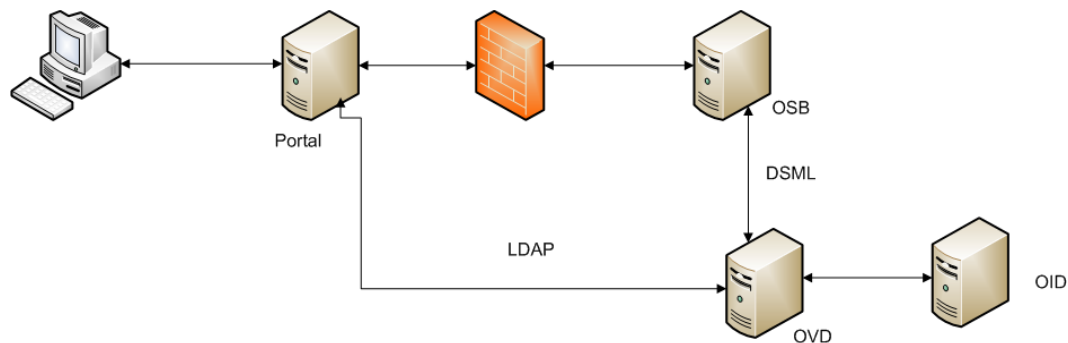 Portal
OSB
DSML
LDAP
OID
OVD